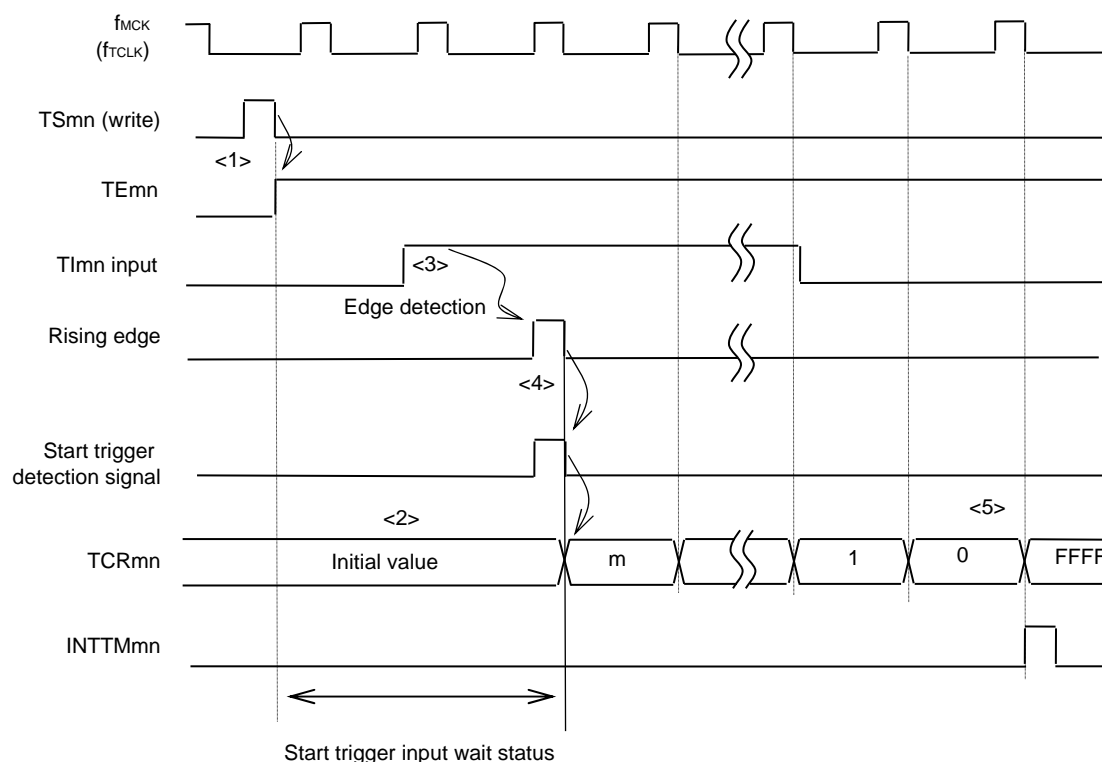 fMCK
(fTCLK)
TSmn (write)
<1>
TEmn
TImn input
<3>
Edge detection
Rising edge
<4>
Start trigger
detection signal
<2>
<5>
TCRmn
Initial value
m
1
0
FFFF
INTTMmn
Start trigger input wait status